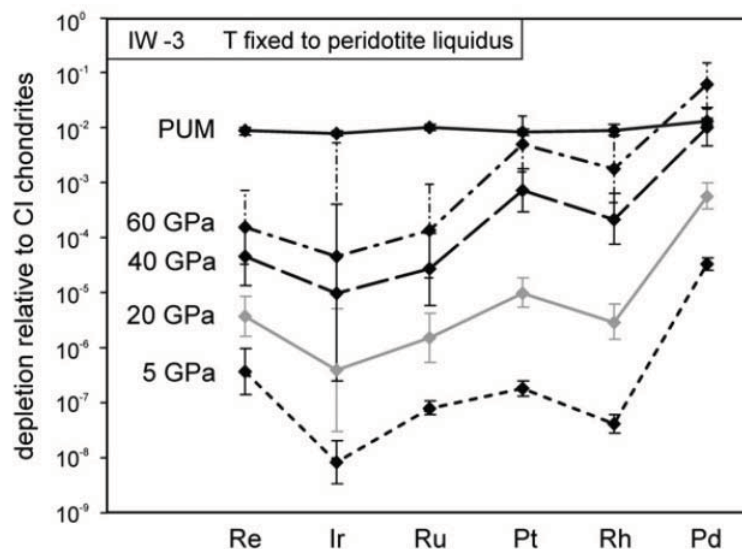 10⁰
IW -3 T fixed to peridotite liquidus
10⁻¹
10⁻²
PUM
10⁻³
60 GPa
10⁻⁴
40 GPa
10⁻⁵
20 GPa
10⁻⁶
5 GPa
10⁻⁷
10⁻⁸
10⁻⁹
depletion relative to CI chondrites
Re Ir Ru Pt Rh Pd